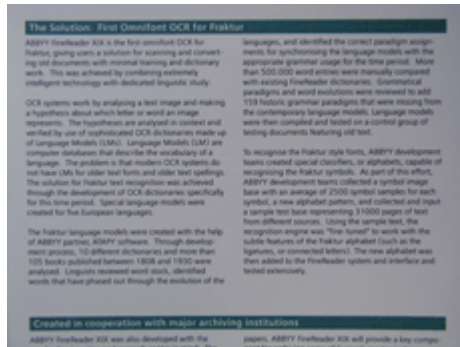 The Solution: First Omnifont OCR for Fraktur
ABBYY FineReader XIX is the first omnifont OCR for
Fraktur, giving users a solution for scanning and convert-
ing old documents with minimal training and dictionary
work. This was achieved by combining extremely
intelligent technology with dedicated linguistic study.
OCR systems work by analysing a text image and making
a hypothesis about which letter or word an image
represents. The hypotheses are analysed in context and
verified by use of sophisticated OCR dictionaries made up
of Language Models (LMs). Language Models (LM) are
computer databases that describe the vocabulary of a
language. The problem is that modern OCR systems do
not have LMs for older text fonts and older text spellings.
The solution for Fraktur text recognition was achieved
through the development of OCR dictionaries specifically
for this time period. Special language models were
created for five European languages.
The Fraktur language models were created with the help
of ABBYY partner, ATAPY software. Through develop-
ment process, 10 different dictionaries and more than
105 books published between 1808 and 1930 were
analysed. Linguists reviewed word stock, identified
words that have phased out through the evolution of the
languages, and identified the correct paradigm assign-
ments for synchronising the language models with the
appropriate grammar usage for the time period. More
than 500.000 word entries were manually compared
with existing FineReader dictionaries. Grammatical
paradigms and word evolutions were reviewed to add
159 historic grammar paradigms that were missing from
the contemporary language models. Language models
were then compiled and tested on a control group of
testing documents featuring old text.
To recognise the Fraktur style fonts, ABBYY development
teams created special classifiers, or alphabets, capable of
recognising the Fraktur symbols. As part of this effort,
ABBYY development teams collected a symbol image
base with an average of 2500 symbol samples for each
symbol, a new alphabet pattern, and collected and input
a sample text base representing 31000 pages of text
from different sources. Using the sample text, the
recognition engine was "fine tuned" to work with the
subtle features of the Fraktur alphabet (such as the
ligatures, or connected letters). The new alphabet was
then added to the FineReader system and interface and
tested extensively.
Created in cooperation with major archiving institutions
ABBYY FineReader XIX was also developed with the
papers. ABBYY FineReader XIX will provide a key compo-